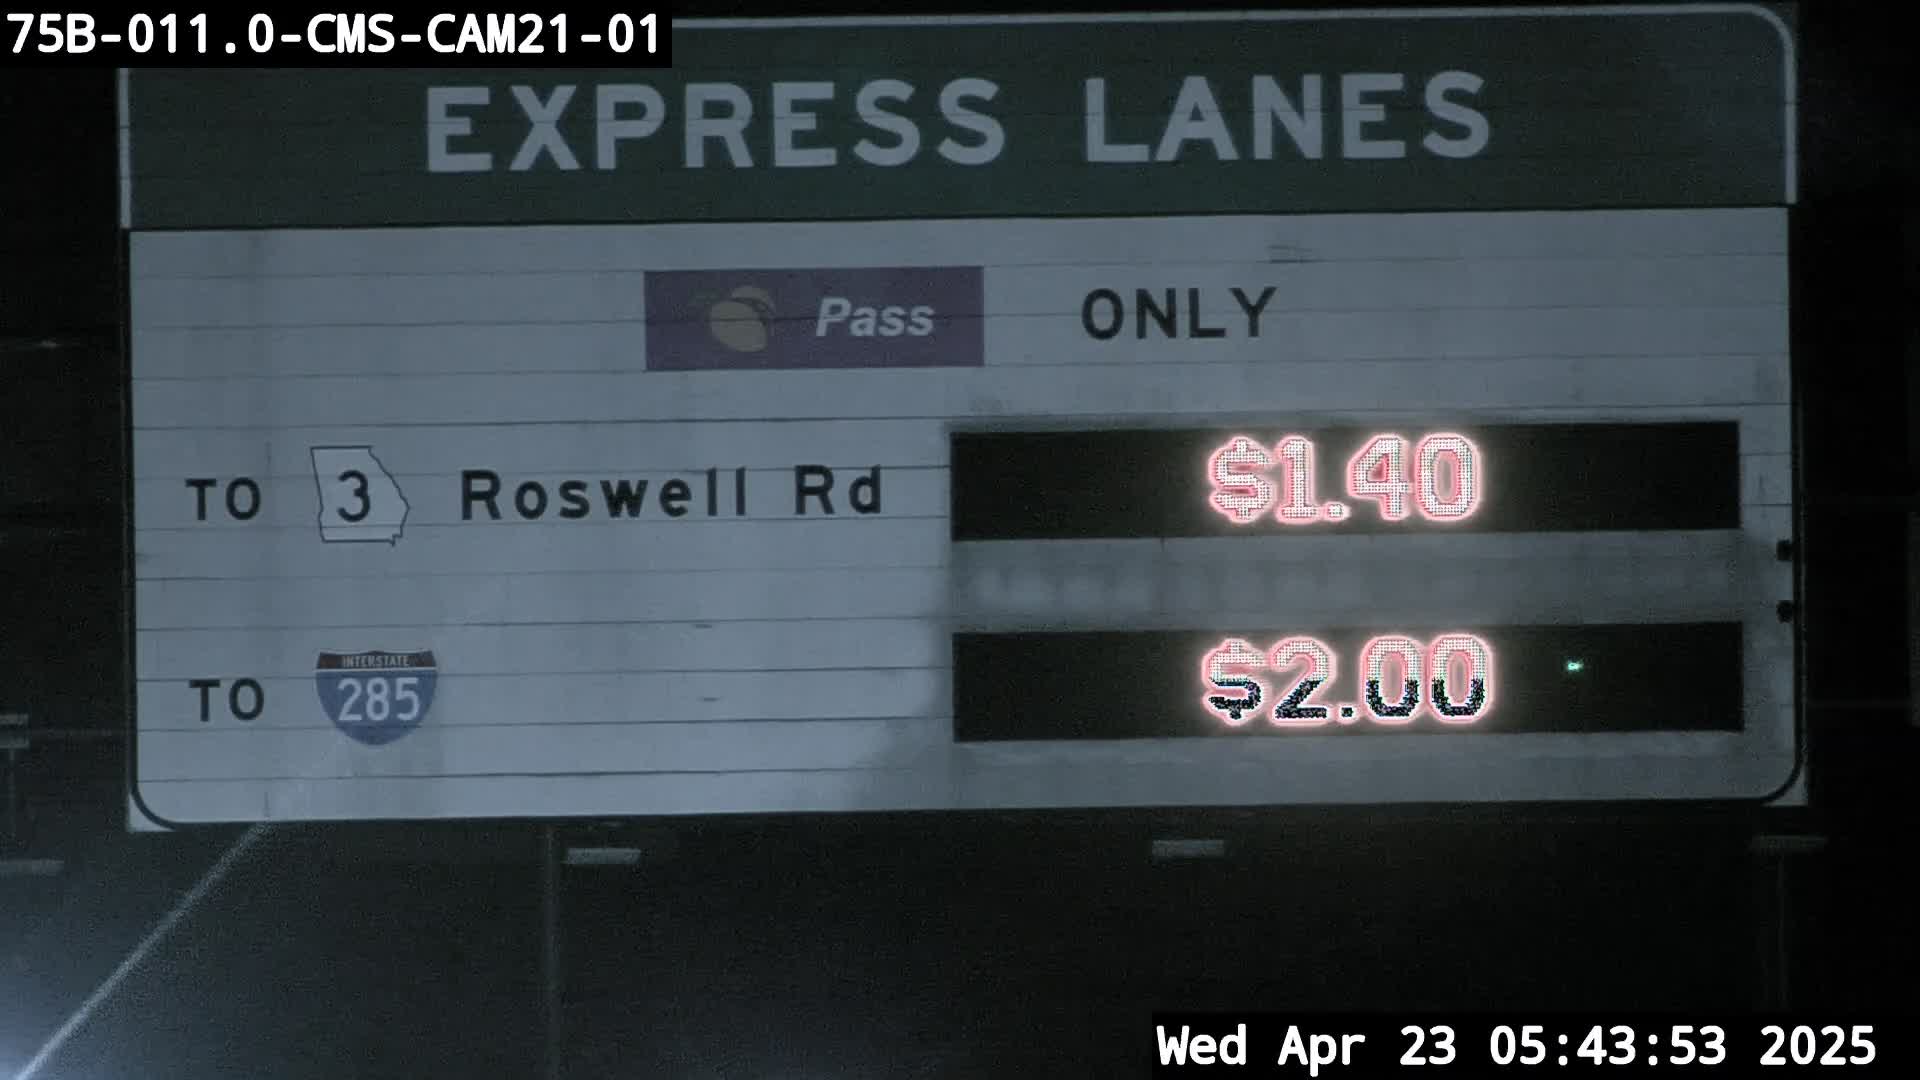 75B-011.0-CMS-CAM21-01
EXPRESS LANES
Pass ONLY
TO 3 Roswell Rd $1.40
TO INTERSTATE 285 $2.00
Wed Apr 23 05:43:53 2025